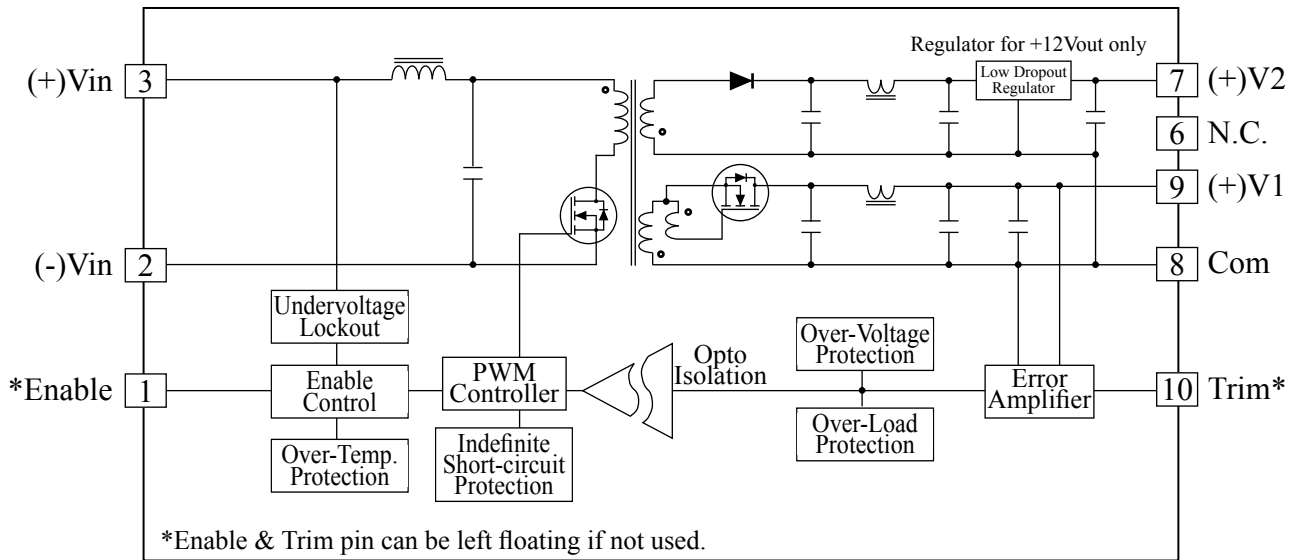 Regulator for +12Vout only
(+)Vin 3
Low Dropout
Regulator
7 (+)V2
6 N.C.
9 (+)V1
(-)Vin 2
8 Com
Undervoltage
Lockout
Over-Voltage
Protection
Opto
Isolation
*Enable 1
Enable
Control
PWM
Controller
Error
Amplifier
10 Trim*
Over-Temp.
Protection
Indefinite
Short-circuit
Protection
Over-Load
Protection
*Enable & Trim pin can be left floating if not used.